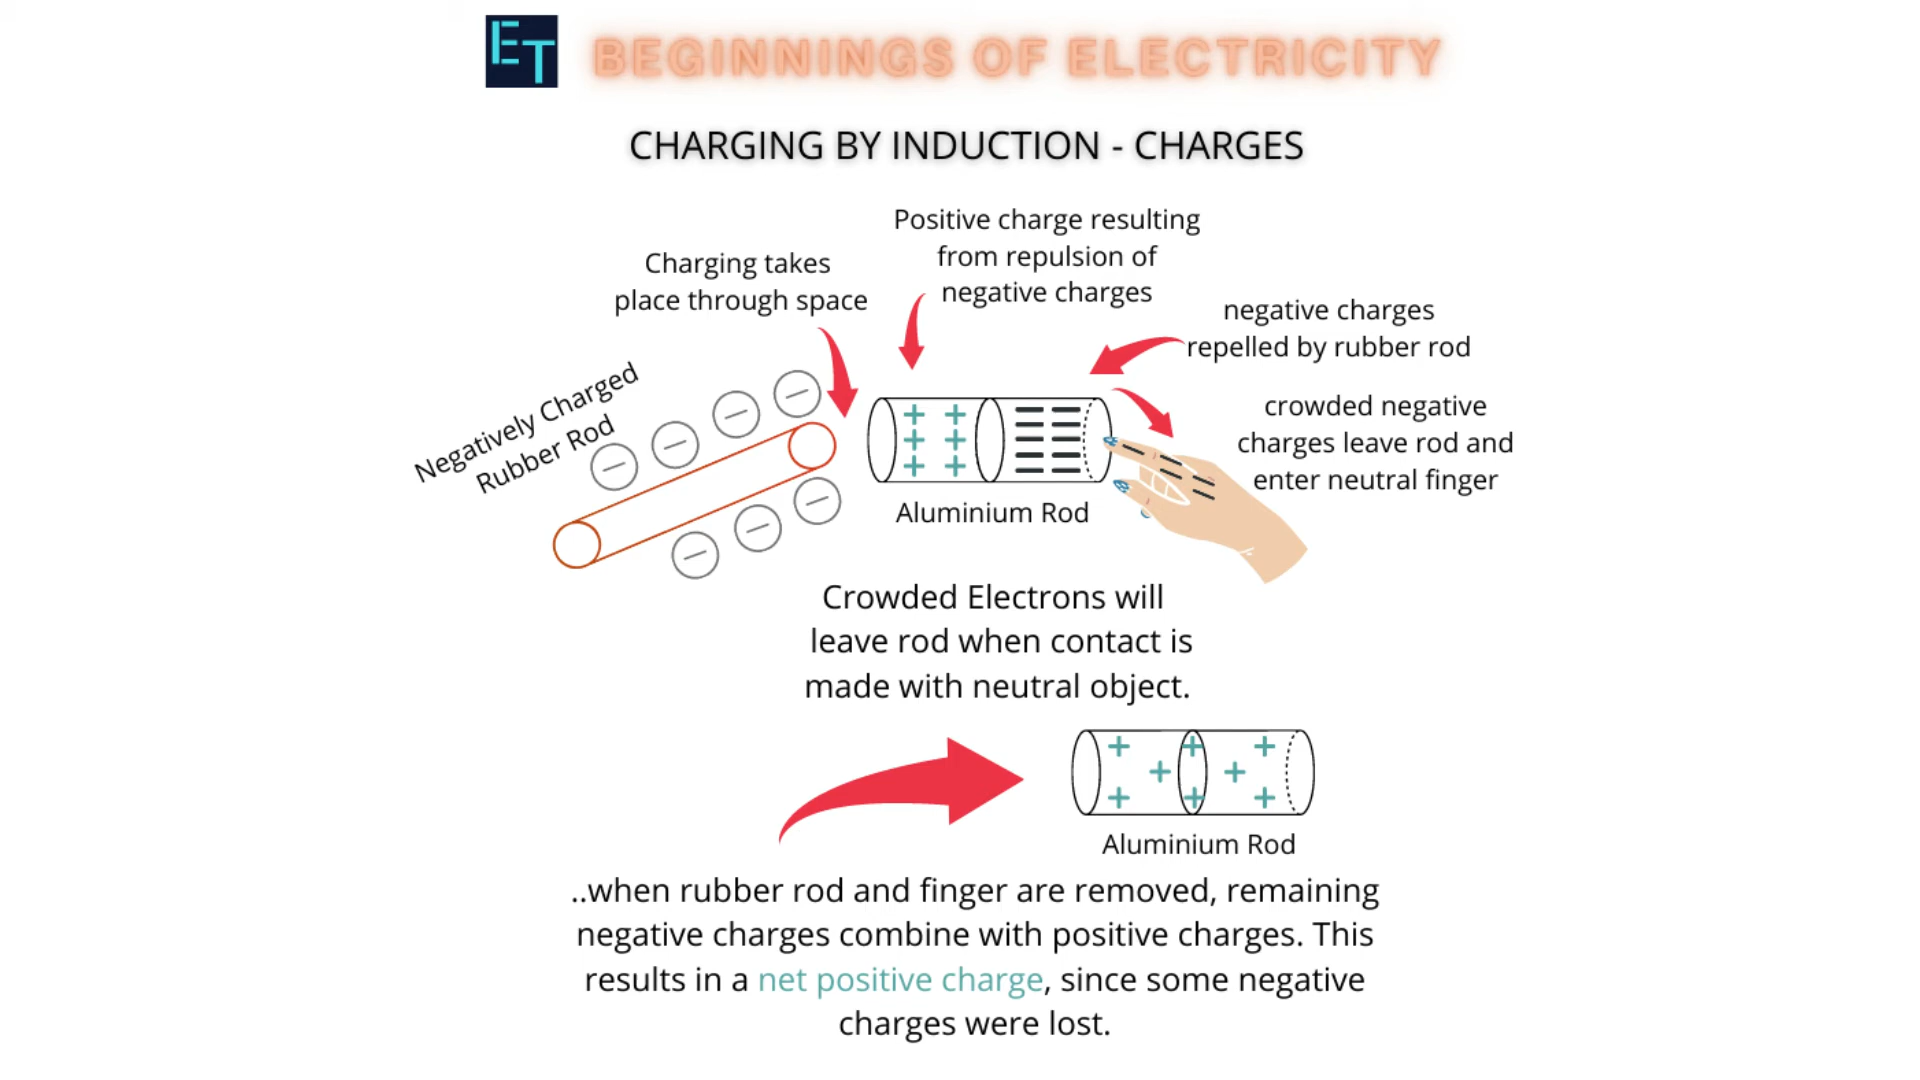 ET
BEGINNINGS OF ELECTRICITY
CHARGING BY INDUCTION - CHARGES
Charging takes
place through space
Positive charge resulting
from repulsion of
negative charges
negative charges
repelled by rubber rod
crowded negative
charges leave rod and
enter neutral finger
Negatively Charged
Rubber Rod
Aluminium Rod
Crowded Electrons will
leave rod when contact is
made with neutral object.
Aluminium Rod
..when rubber rod and finger are removed, remaining
negative charges combine with positive charges. This
results in a net positive charge, since some negative
charges were lost.